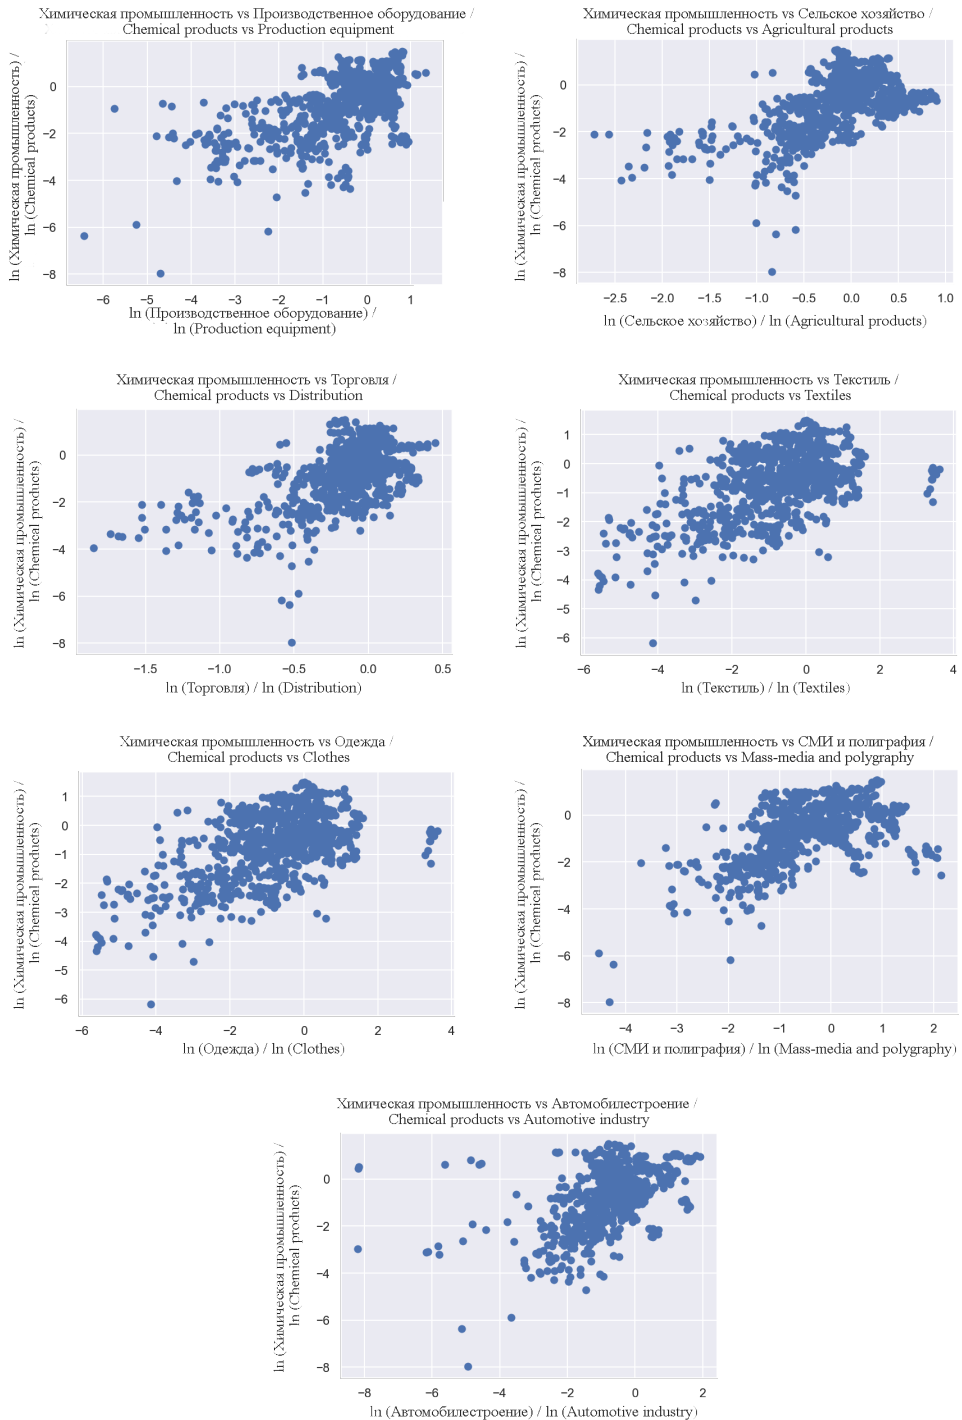 Химическая промышленность vs Производственное оборудование /
Chemical products vs Production equipment
ln (Химическая промышленность) /
ln (Chemical products)
0
−2
−4
−6
−8
−6
−5
−4
−3
−2
−1
0
1
ln (Производственное оборудование) /
ln (Production equipment)
Химическая промышленность vs Сельское хозяйство /
Chemical products vs Agricultural products
ln (Химическая промышленность) /
ln (Chemical products)
0
−2
−4
−6
−8
−2.5
−2.0
−1.5
−1.0
−0.5
0.0
0.5
1.0
ln (Сельское хозяйство) / ln (Agricultural products)
Химическая промышленность vs Торговля /
Chemical products vs Distribution
ln (Химическая промышленность) /
ln (Chemical products)
0
−2
−4
−6
−8
−1.5
−1.0
−0.5
0.0
0.5
ln (Торговля) / ln (Distribution)
Химическая промышленность vs Текстиль /
Chemical products vs Textiles
ln (Химическая промышленность) /
ln (Chemical products)
1
0
−1
−2
−3
−4
−5
−6
−6
−4
−2
0
2
4
ln (Текстиль) / ln (Textiles)
Химическая промышленность vs Одежда /
Chemical products vs Clothes
ln (Химическая промышленность) /
ln (Chemical products)
1
0
−1
−2
−3
−4
−5
−6
−6
−4
−2
0
2
4
ln (Одежда) / ln (Clothes)
Химическая промышленность vs СМИ и полиграфия /
Chemical products vs Mass-media and polygraphy
ln (Химическая промышленность) /
ln (Chemical products)
0
−2
−4
−6
−8
−4
−3
−2
−1
0
1
2
ln (СМИ и полиграфия) / ln (Mass-media and polygraphy)
Химическая промышленность vs Автомобилестроение /
Chemical products vs Automotive industry
ln (Химическая промышленность) /
ln (Chemical products)
0
−2
−4
−6
−8
−8
−6
−4
−2
0
2
ln (Автомобилестроение) / ln (Automotive industry)